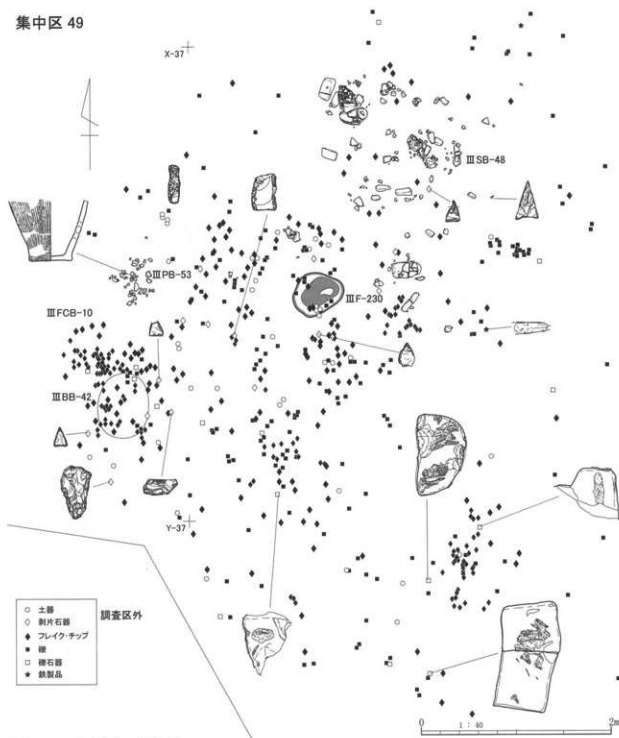 集中区 49
X-37
ⅢSB-48
ⅢPB-53
ⅢF-230
ⅢFCB-10
ⅢBB-42
Y-37
調査区外
土器
剥片石器
フレイク・チップ
礫
礫石器
鉄製品
0 1:40 2m